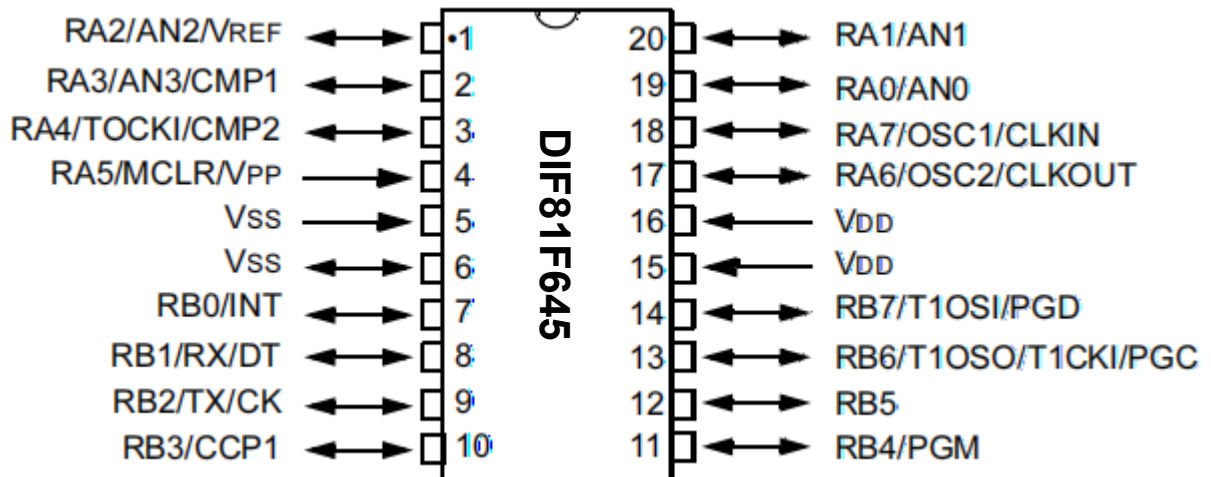 RA2/AN2/VREF •1 20 RA1/AN1
RA3/AN3/CMP1 2 19 RA0/AN0
RA4/TOCKI/CMP2 3 18 RA7/OSC1/CLKIN
RA5/MCLR/VPP 4 17 RA6/OSC2/CLKOUT
VSS 5 16 VDD
VSS 6 15 VDD
RB0/INT 7 14 RB7/T1OSI/PGD
RB1/RX/DT 8 13 RB6/T1OSO/T1CKI/PGC
RB2/TX/CK 9 12 RB5
RB3/CCP1 10 11 RB4/PGM
DIF81F645